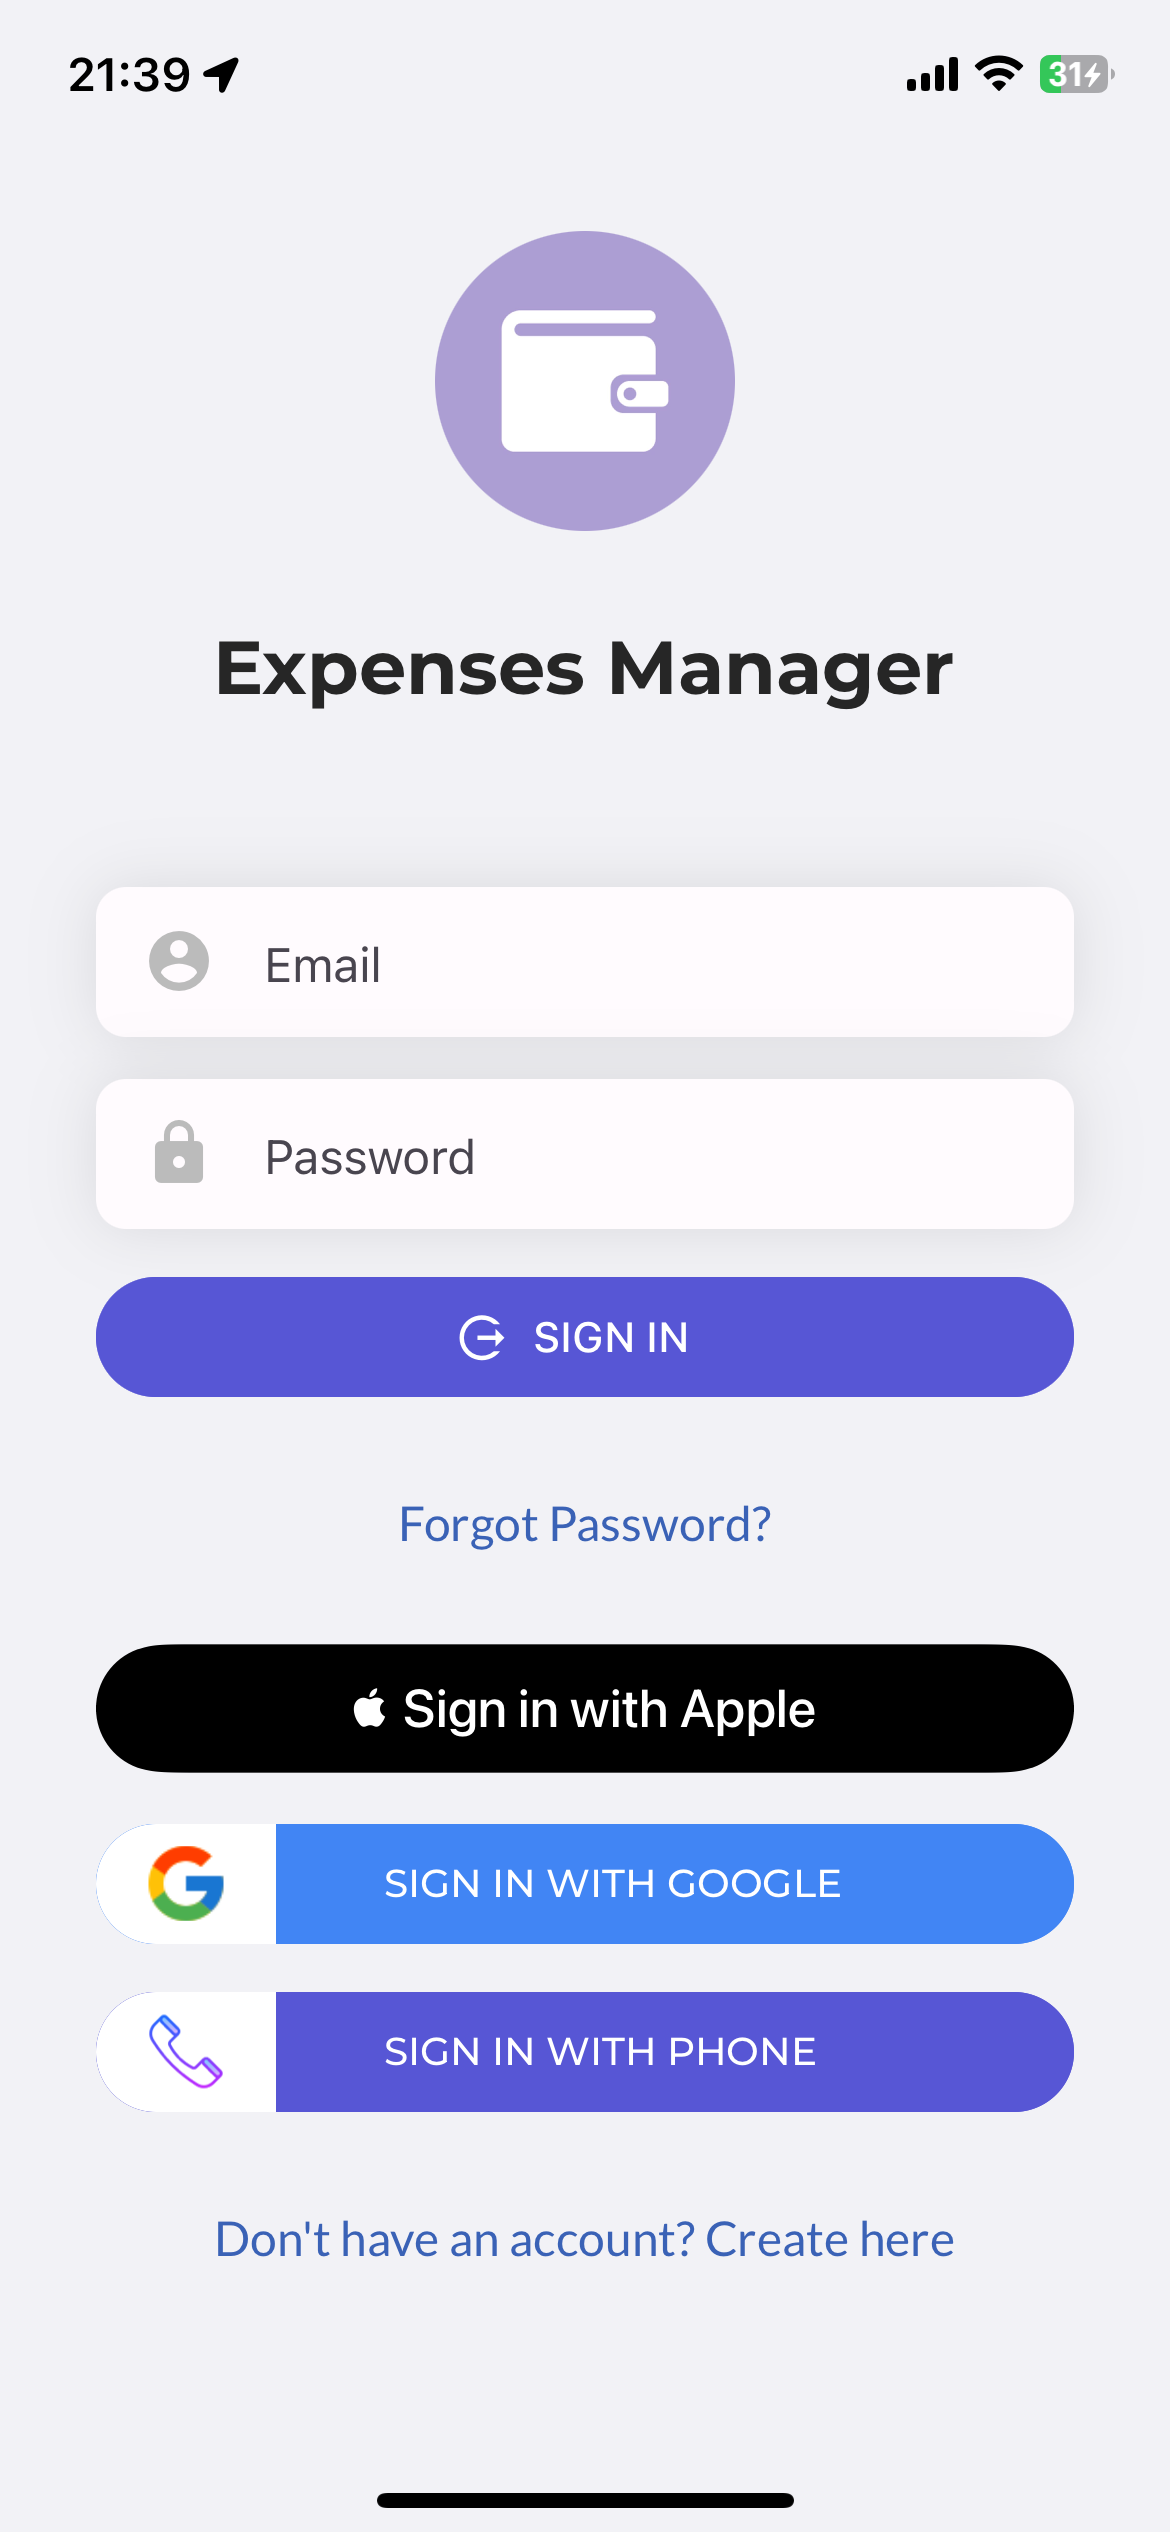 21:39
31
Expenses Manager
Email
Password
SIGN IN
Forgot Password?
Sign in with Apple
SIGN IN WITH GOOGLE
SIGN IN WITH PHONE
Don't have an account? Create here